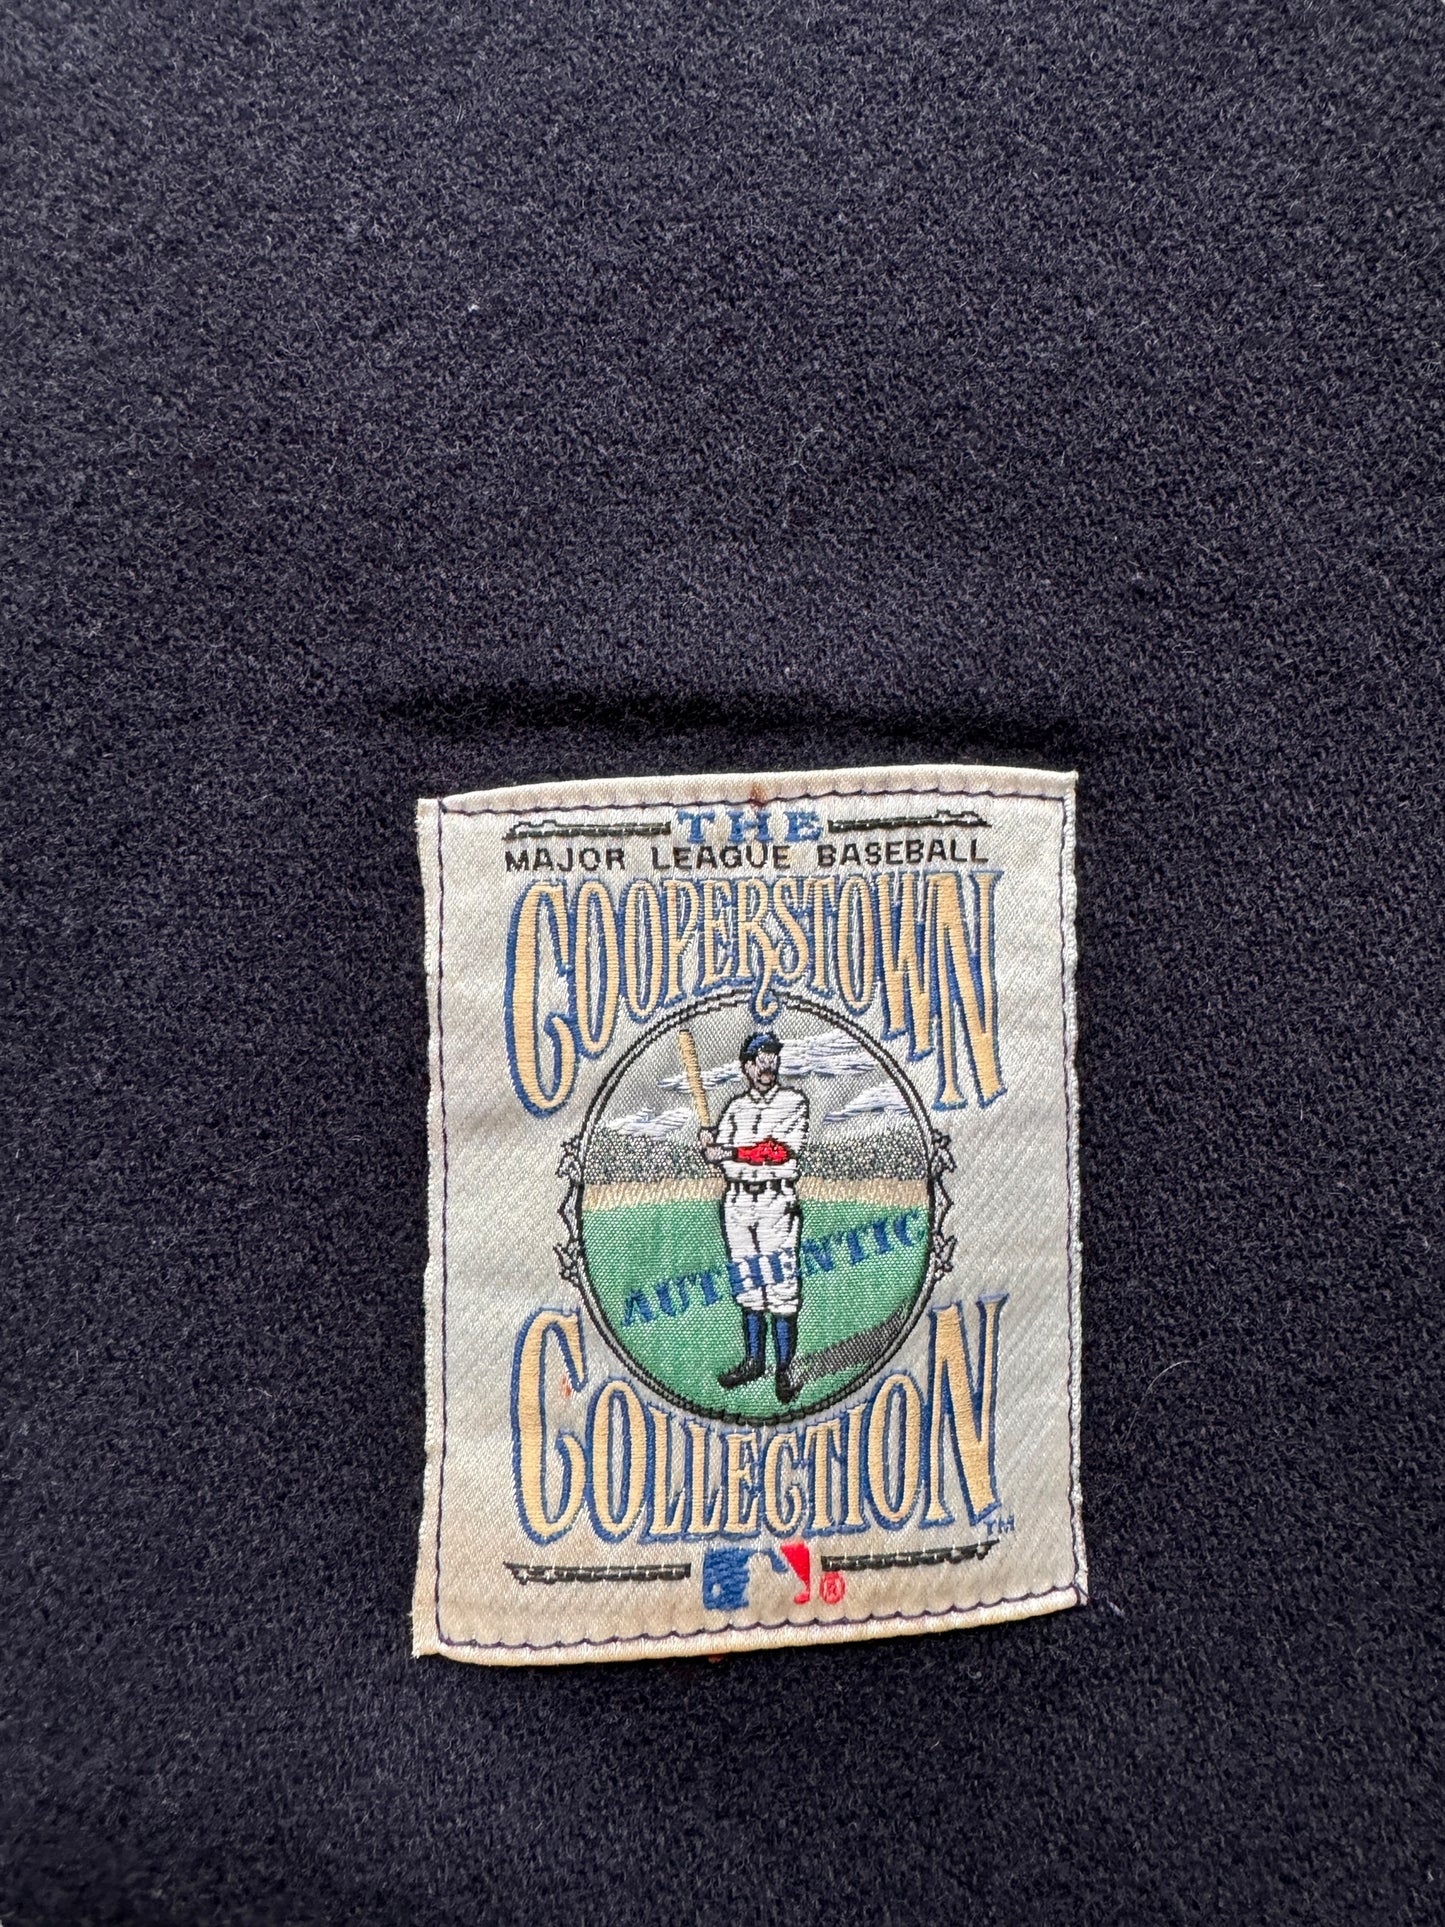 THE
MAJOR LEAGUE BASEBALL
COOPERSTOWN
AUTHENTIC
COLLECTION
TM
®